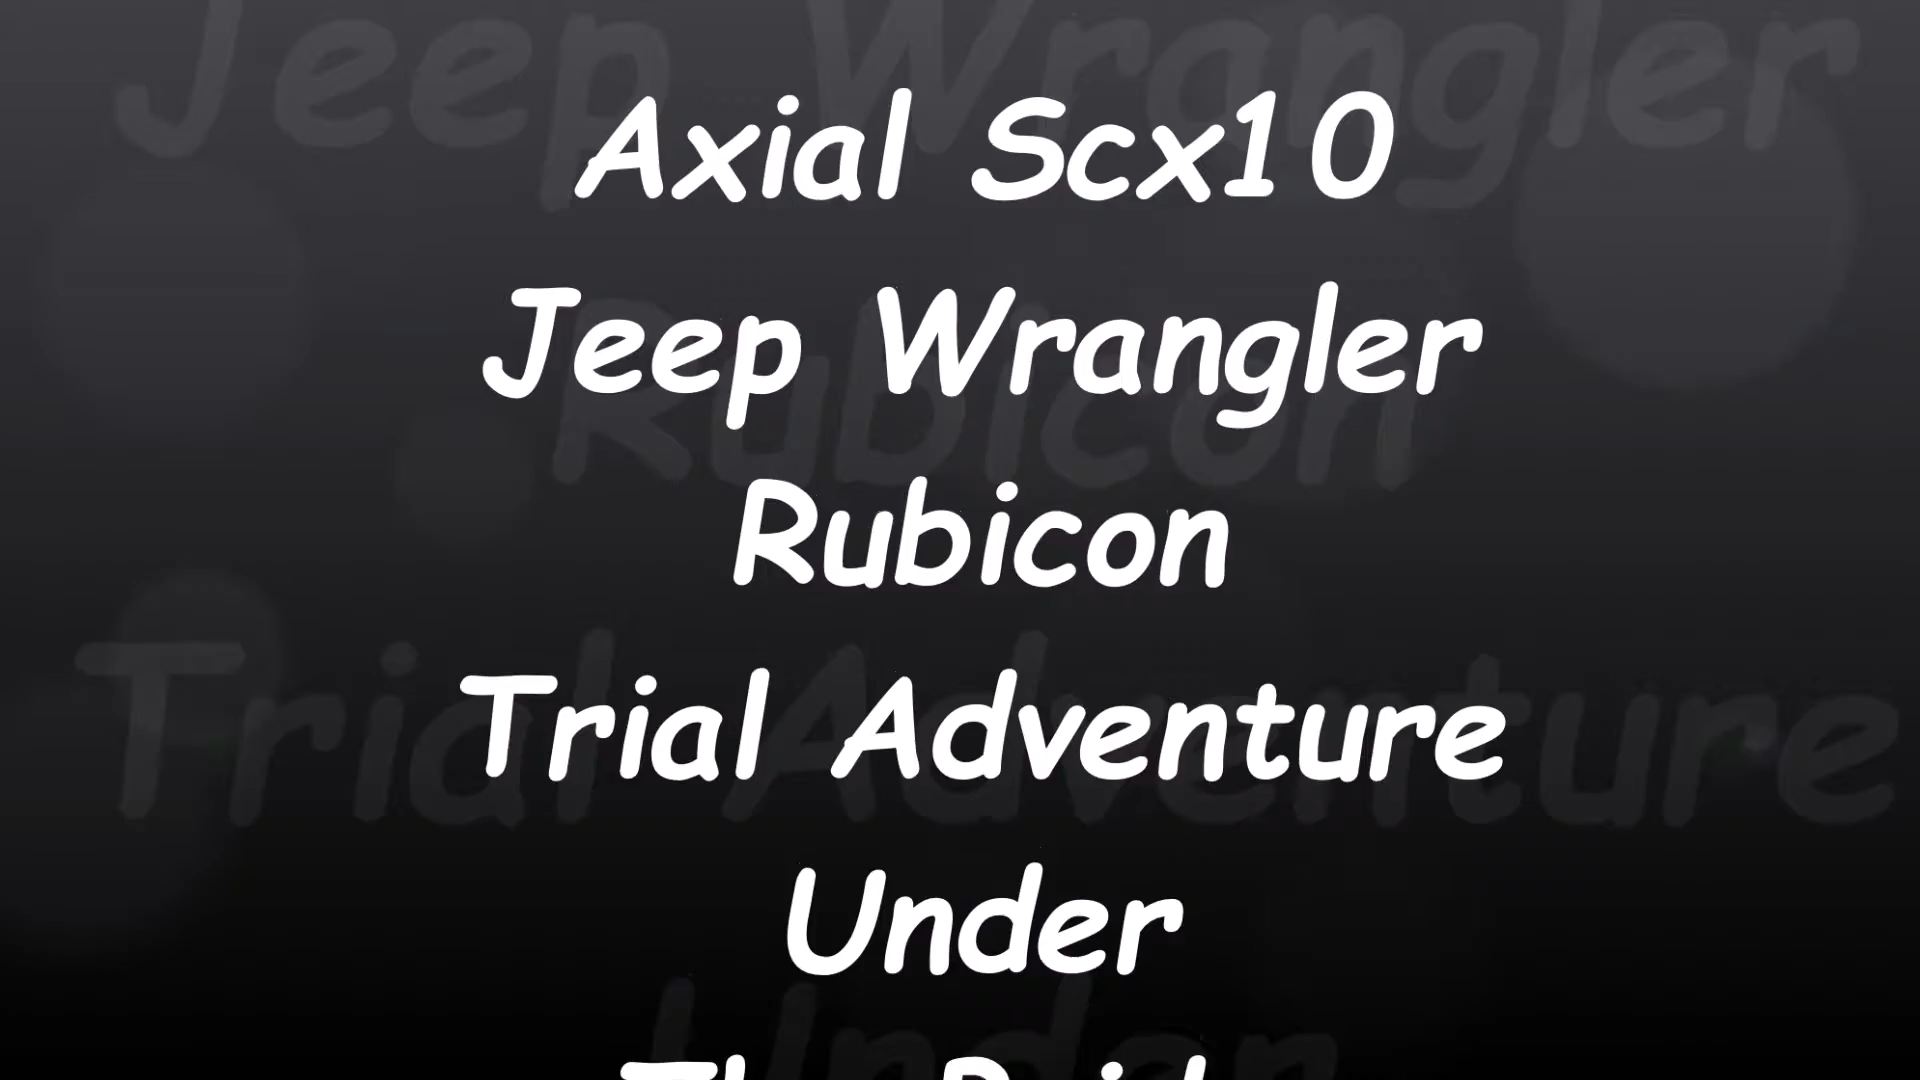 Axial Scx10
Jeep Wrangler
Rubicon
Trial Adventure
Under